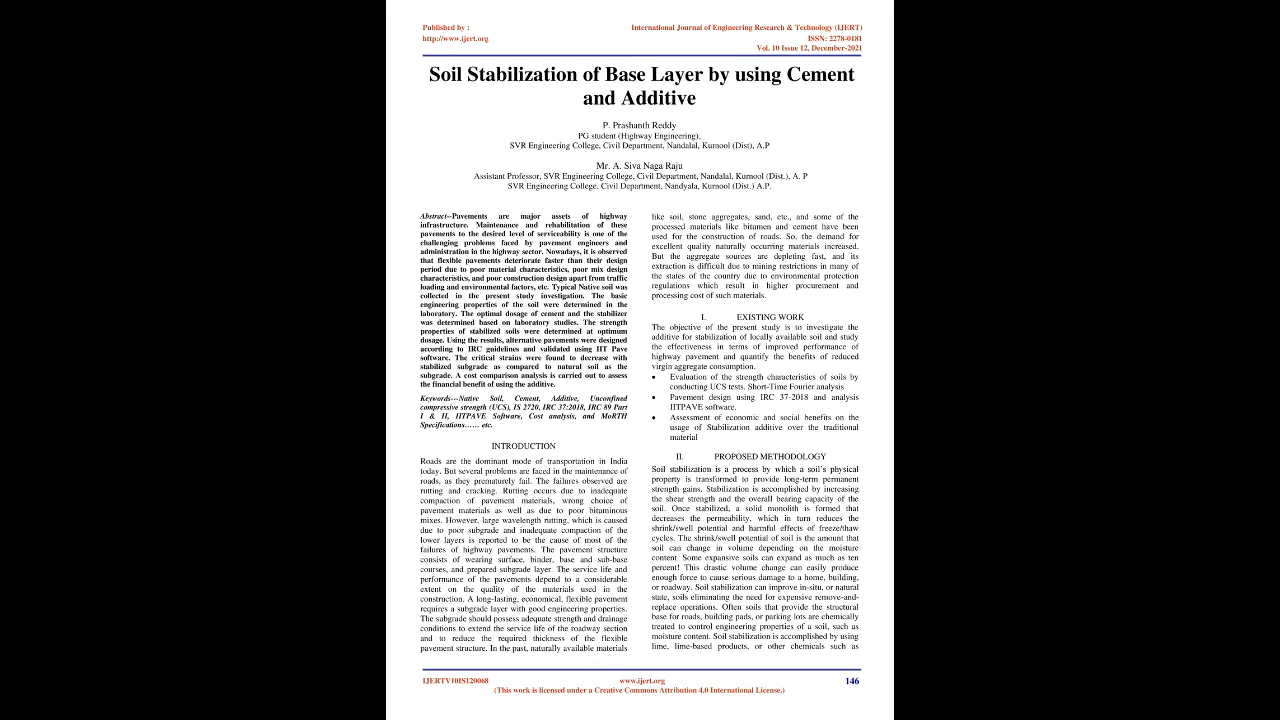 Published by :
http://www.ijert.org
International Journal of Engineering Research & Technology (IJERT)
ISSN: 2278-0181
Vol. 10 Issue 12, December-2021
Soil Stabilization of Base Layer by using Cement
and Additive
P. Prashanth Reddy
PG student (Highway Engineering),
SVR Engineering College, Civil Department, Nandalal, Kurnool (Dist), A.P
Mr. A. Siva Naga Raju
Assistant Professor, SVR Engineering College, Civil Department, Nandalal, Kurnool (Dist.), A. P
SVR Engineering College, Civil Department, Nandyala, Kurnool (Dist.) A.P.
Abstract--Pavements are major assets of highway
infrastructure. Maintenance and rehabilitation of these
pavements to the desired level of serviceability is one of the
challenging problems faced by pavement engineers and
administration in the highway sector. Nowadays, it is observed
that flexible pavements deteriorate faster than their design
period due to poor material characteristics, poor mix design
characteristics, and poor construction design apart from traffic
loading and environmental factors, etc. Typical Native soil was
collected in the present study investigation. The basic
engineering properties of the soil were determined in the
laboratory. The optimal dosage of cement and the stabilizer
was determined based on laboratory studies. The strength
properties of stabilized soils were determined at optimum
dosage. Using the results, alternative pavements were designed
according to IRC guidelines and validated using IIT Pave
software. The critical strains were found to decrease with
stabilized subgrade as compared to natural soil as the
subgrade. A cost comparison analysis is carried out to assess
the financial benefit of using the additive.
Keywords---Native Soil, Cement, Additive, Unconfined
compressive strength (UCS), IS 2720, IRC 37:2018, IRC 89 Part
I & II, IITPAVE Software, Cost analysis, and MoRTH
Specifications…… etc.
INTRODUCTION
Roads are the dominant mode of transportation in India
today. But several problems are faced in the maintenance of
roads, as they prematurely fail. The failures observed are
rutting and cracking. Rutting occurs due to inadequate
compaction of pavement materials, wrong choice of
pavement materials as well as due to poor bituminous
mixes. However, large wavelength rutting, which is caused
due to poor subgrade and inadequate compaction of the
lower layers is reported to be the cause of most of the
failures of highway pavements. The pavement structure
consists of wearing surface, binder, base and sub-base
courses, and prepared subgrade layer. The service life and
performance of the pavements depend to a considerable
extent on the quality of the materials used in the
construction. A long-lasting, economical, flexible pavement
requires a subgrade layer with good engineering properties.
The subgrade should possess adequate strength and drainage
conditions to extend the service life of the roadway section
and to reduce the required thickness of the flexible
pavement structure. In the past, naturally available materials
like soil, stone aggregates, sand, etc., and some of the
processed materials like bitumen and cement have been
used for the construction of roads. So, the demand for
excellent quality naturally occurring materials increased.
But the aggregate sources are depleting fast, and its
extraction is difficult due to mining restrictions in many of
the states of the country due to environmental protection
regulations which result in higher procurement and
processing cost of such materials.
I. EXISTING WORK
The objective of the present study is to investigate the
additive for stabilization of locally available soil and study
the effectiveness in terms of improved performance of
highway pavement and quantify the benefits of reduced
virgin aggregate consumption.
• Evaluation of the strength characteristics of soils by
conducting UCS tests. Short-Time Fourier analysis
• Pavement design using IRC 37-2018 and analysis
IITPAVE software.
• Assessment of economic and social benefits on the
usage of Stabilization additive over the traditional
material
II. PROPOSED METHODOLOGY
Soil stabilization is a process by which a soil's physical
property is transformed to provide long-term permanent
strength gains. Stabilization is accomplished by increasing
the shear strength and the overall bearing capacity of the
soil. Once stabilized, a solid monolith is formed that
decreases the permeability, which in turn reduces the
shrink/swell potential and harmful effects of freeze/thaw
cycles. The shrink/swell potential of soil is the amount that
soil can change in volume depending on the moisture
content. Some expansive soils can expand as much as ten
percent! This drastic volume change can easily produce
enough force to cause serious damage to a home, building,
or roadway. Soil stabilization can improve in-situ, or natural
state, soils eliminating the need for expensive remove-and-
replace operations. Often soils that provide the structural
base for roads, building pads, or parking lots are chemically
treated to control engineering properties of a soil, such as
moisture content. Soil stabilization is accomplished by using
lime, lime-based products, or other chemicals such as
IJERTV10IS120068
www.ijert.org
146
(This work is licensed under a Creative Commons Attribution 4.0 International License.)